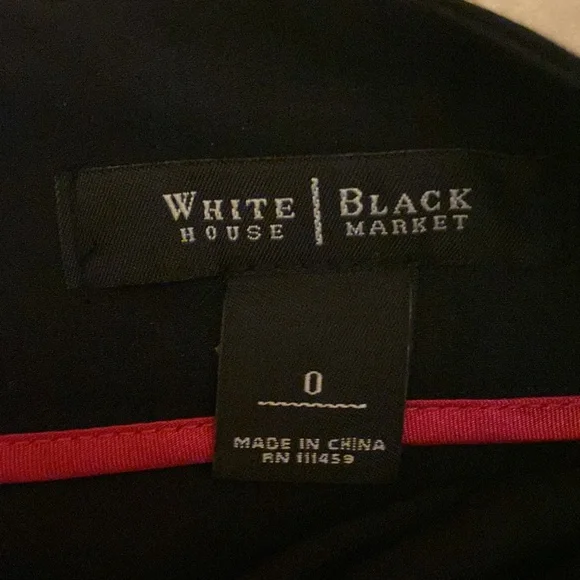 WHITE | BLACK
HOUSE | MARKET
0
MADE IN CHINA
RN 111459